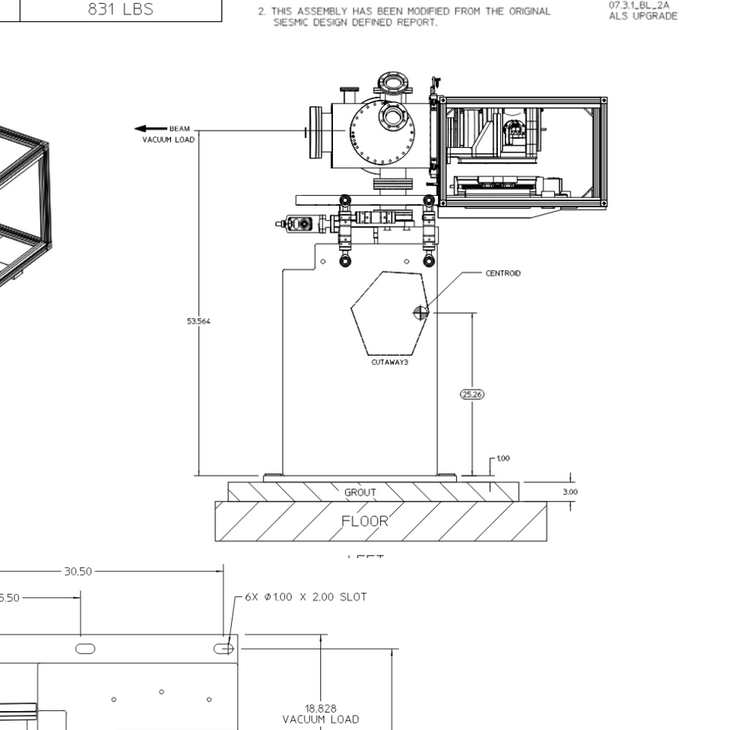 831 LBS
2. THIS ASSEMBLY HAS BEEN MODIFIED FROM THE ORIGINAL
SIESMIC DESIGN DEFINED REPORT.
07.3.1_BL_2A
ALS UPGRADE
BEAM
VACUUM LOAD
CENTROID
53.564
CUTAWAY3
25.26
1.00
GROUT
3.00
FLOOR
30.50
5.50
6X Ø1.00 X 2.00 SLOT
18.828
VACUUM LOAD